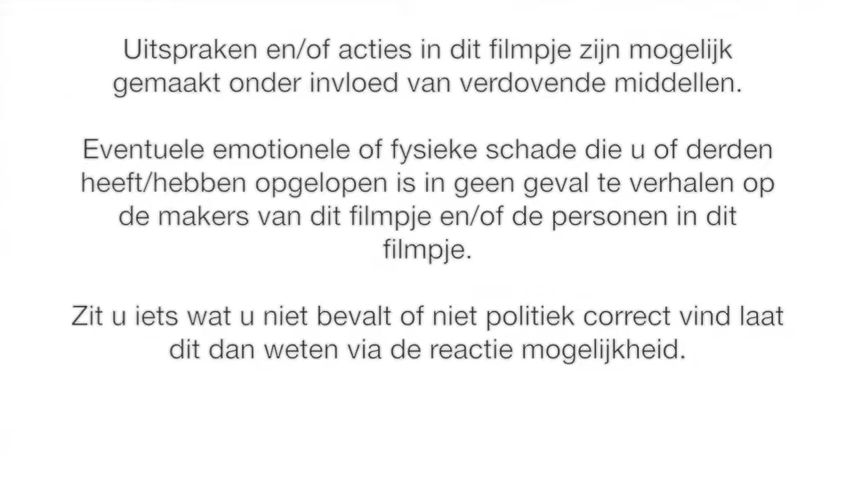 Uitspraken en/of acties in dit filmpje zijn mogelijk
gemaakt onder invloed van verdovende middellen.
Eventuele emotionele of fysieke schade die u of derden
heeft/hebben opgelopen is in geen geval te verhalen op
de makers van dit filmpje en/of de personen in dit
filmpje.
Zit u iets wat u niet bevalt of niet politiek correct vind laat
dit dan weten via de reactie mogelijkheid.